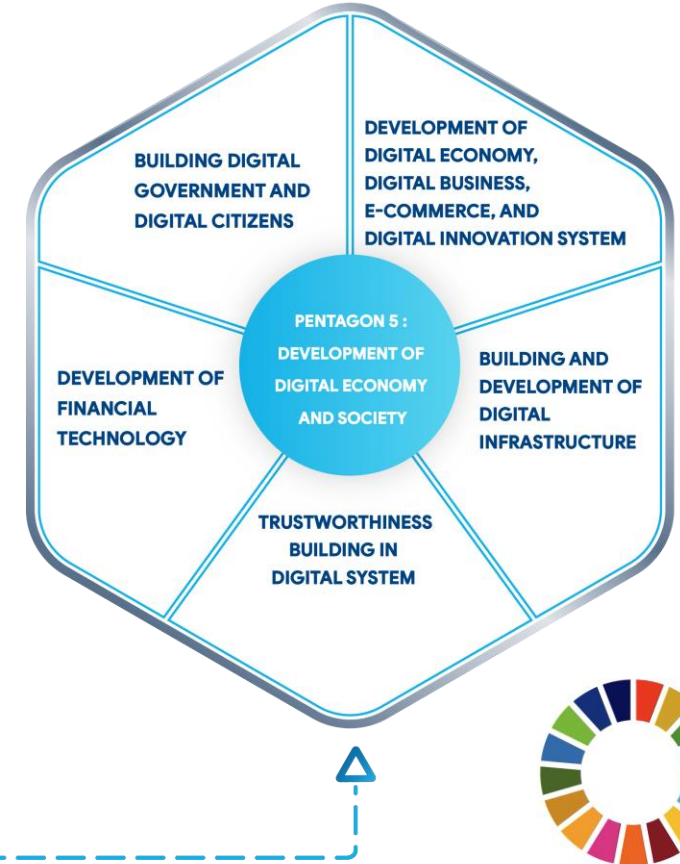 BUILDING DIGITAL
GOVERNMENT AND
DIGITAL CITIZENS
DEVELOPMENT OF
DIGITAL ECONOMY,
DIGITAL BUSINESS,
E-COMMERCE, AND
DIGITAL INNOVATION SYSTEM
PENTAGON 5 :
DEVELOPMENT OF
DIGITAL ECONOMY
AND SOCIETY
DEVELOPMENT OF
FINANCIAL
TECHNOLOGY
BUILDING AND
DEVELOPMENT OF
DIGITAL
INFRASTRUCTURE
TRUSTWORTHINESS
BUILDING IN
DIGITAL SYSTEM